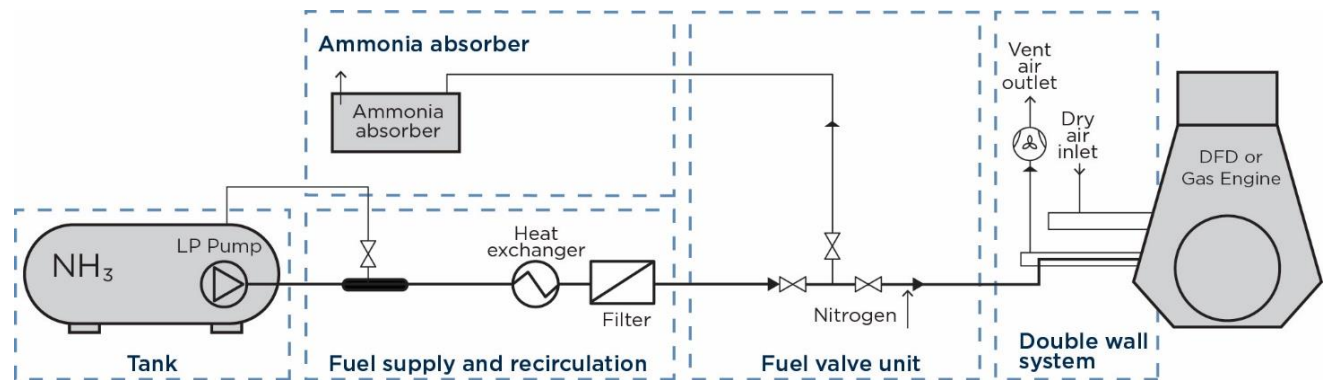 Ammonia absorber
Ammonia
absorber
Vent
air
outlet
Dry
air
inlet
DFD or
Gas Engine
LP Pump
NH₃
Heat
exchanger
Filter
Nitrogen
Tank
Fuel supply and recirculation
Fuel valve unit
Double wall
system